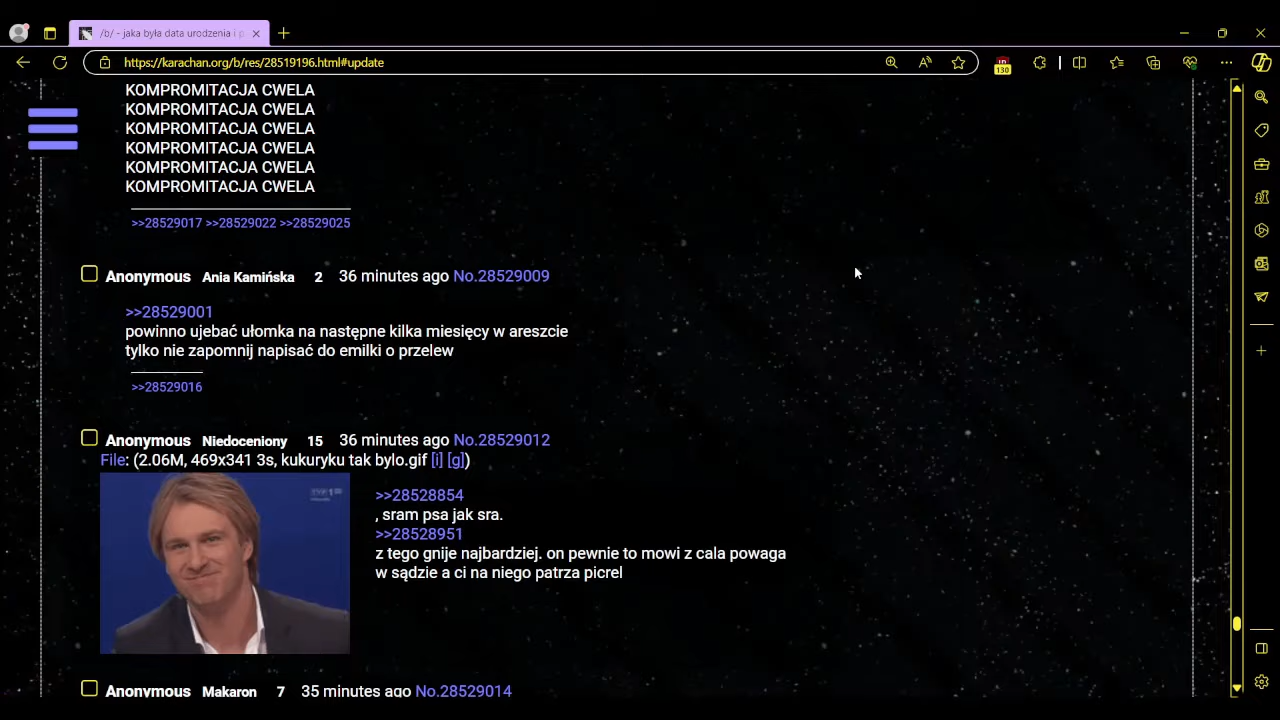 /b/ - jaka była data urodzenia i p
https://karachan.org/b/res/28519196.html#update
130
KOMPROMITACJA CWELA
KOMPROMITACJA CWELA
KOMPROMITACJA CWELA
KOMPROMITACJA CWELA
KOMPROMITACJA CWELA
KOMPROMITACJA CWELA
>>28529017 >>28529022 >>28529025
Anonymous Ania Kamińska 2 36 minutes ago No.28529009
>>28529001
powinno ujebać ułomka na następne kilka miesięcy w areszcie
tylko nie zapomnij napisać do emilki o przelew
>>28529016
Anonymous Niedoceniony 15 36 minutes ago No.28529012
File: (2.06M, 469x341 3s, kukuryku tak bylo.gif [i] [g])
TVP1
>>28528854
, sram psa jak sra.
>>28528951
z tego gnije najbardziej. on pewnie to mowi z cala powaga
w sądzie a ci na niego patrza picrel
Anonymous Makaron 7 35 minutes ago No.28529014